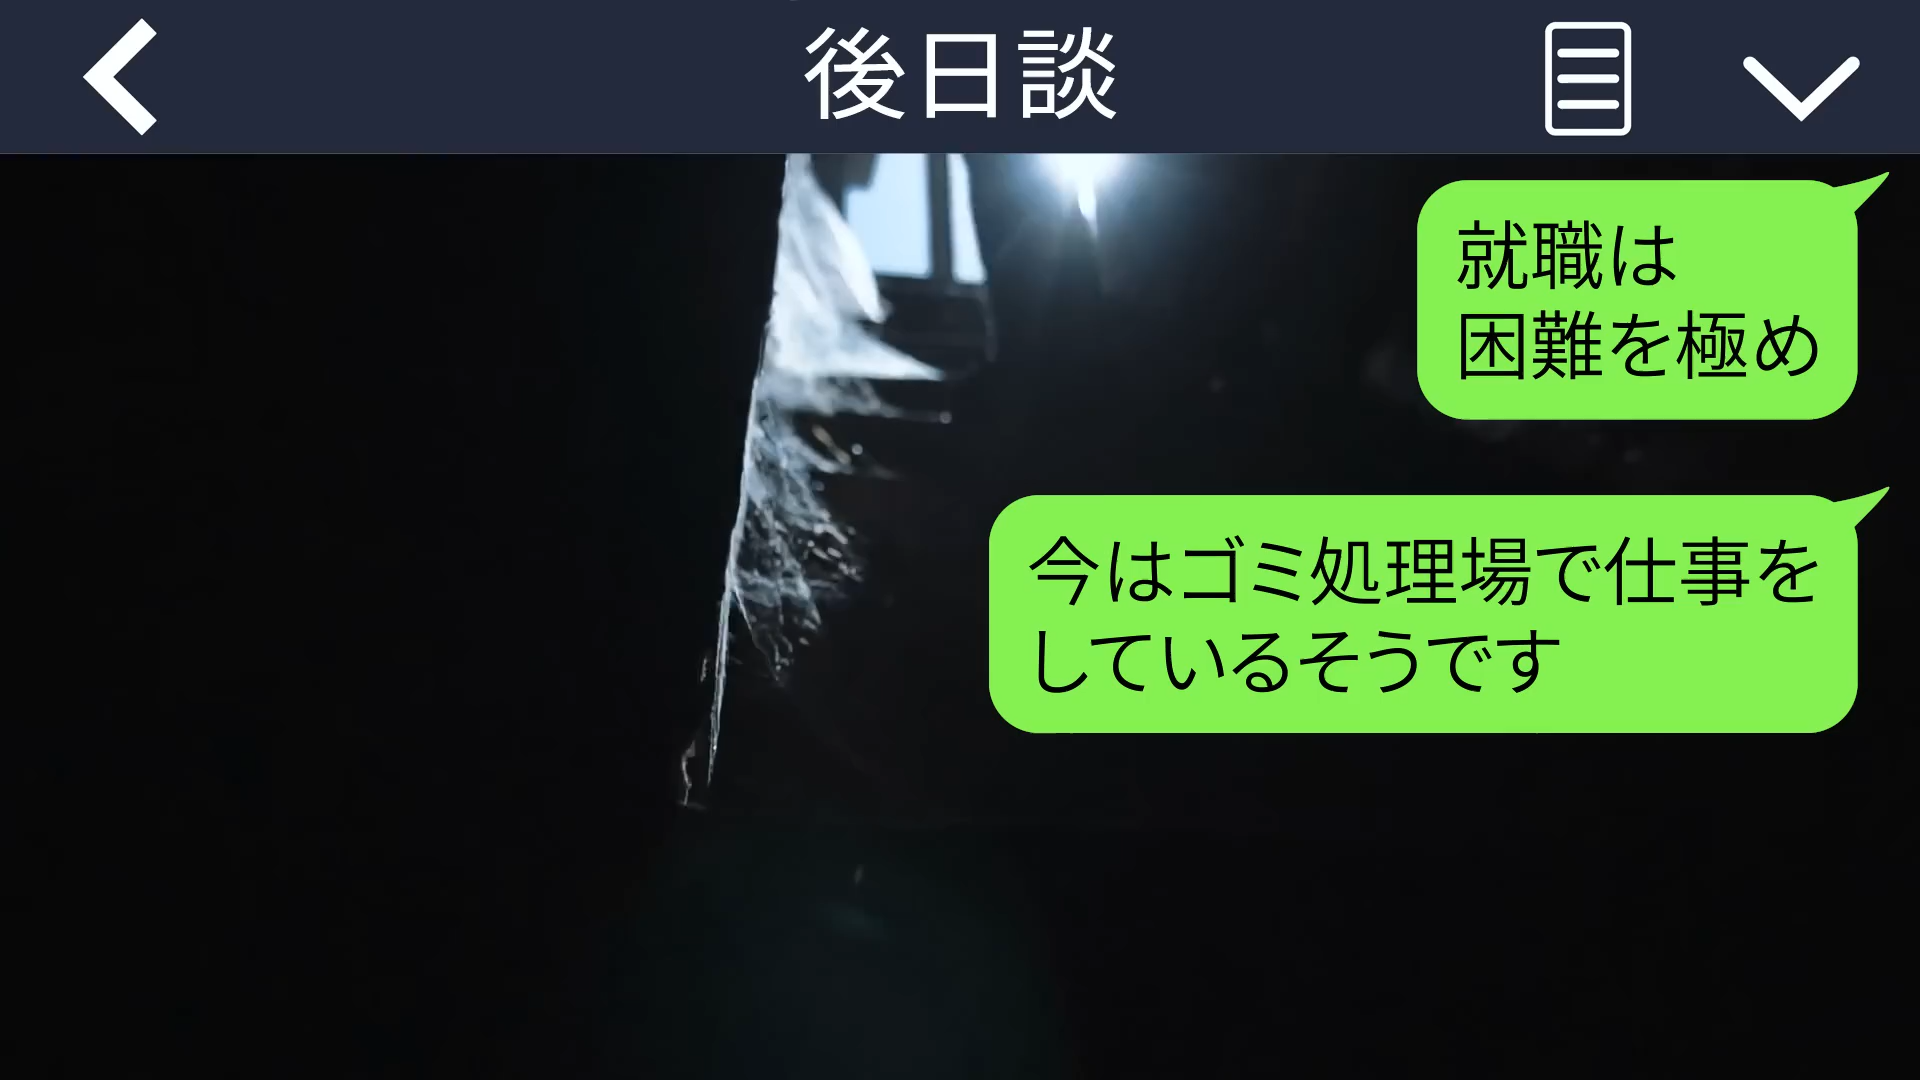 後日談
就職は
困難を極め
今はゴミ処理場で仕事を
しているそうです